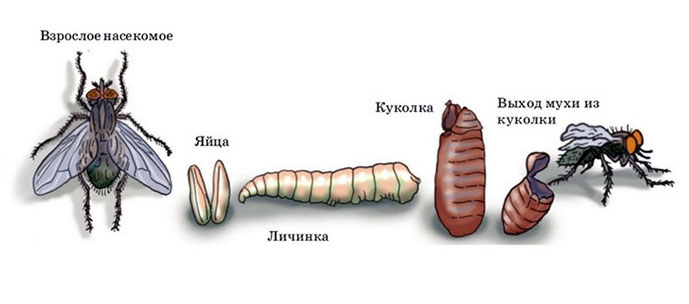 Взрослое насекомое
Яйца
Личинка
Куколка
Выход мухи из
куколки